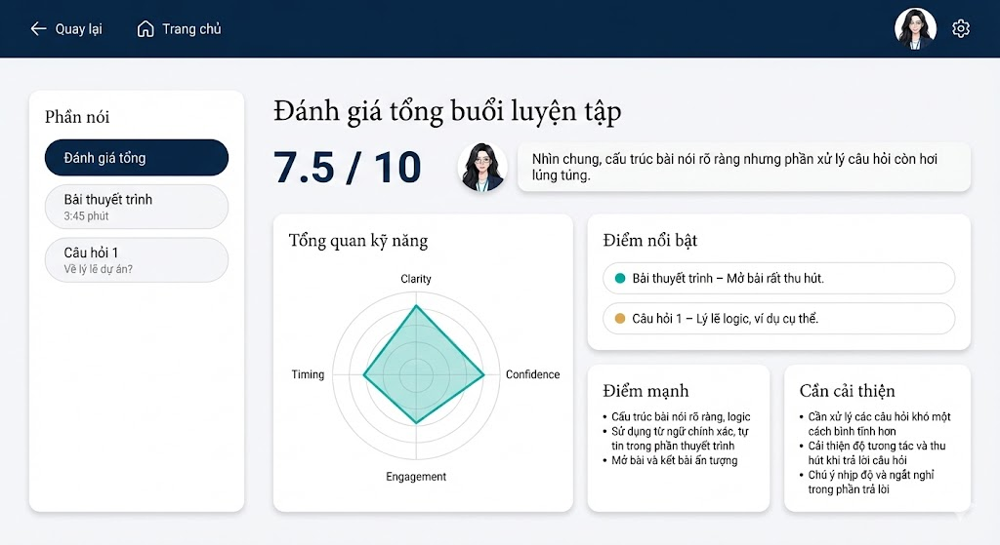 Quay lại
Trang chủ
Phần nói
Đánh giá tổng
Bài thuyết trình
3:45 phút
Câu hỏi 1
Về lý lẽ dự án?
Đánh giá tổng buổi luyện tập
7.5 / 10
Nhìn chung, cấu trúc bài nói rõ ràng nhưng phần xử lý câu hỏi còn hơi
lúng túng.
Tổng quan kỹ năng
Clarity
Timing
Confidence
Engagement
Điểm nổi bật
Bài thuyết trình – Mở bài rất thu hút.
Câu hỏi 1 – Lý lẽ logic, ví dụ cụ thể.
Điểm mạnh
• Cấu trúc bài nói rõ ràng, logic
• Sử dụng từ ngữ chính xác, tự
tin trong phần thuyết trình
• Mở bài và kết bài ấn tượng
Cần cải thiện
• Cần xử lý các câu hỏi khó một
cách bình tĩnh hơn
• Cải thiện độ tương tác và thu
hút khi trả lời câu hỏi
• Chú ý nhịp độ và ngắt nghỉ
trong phần trả lời